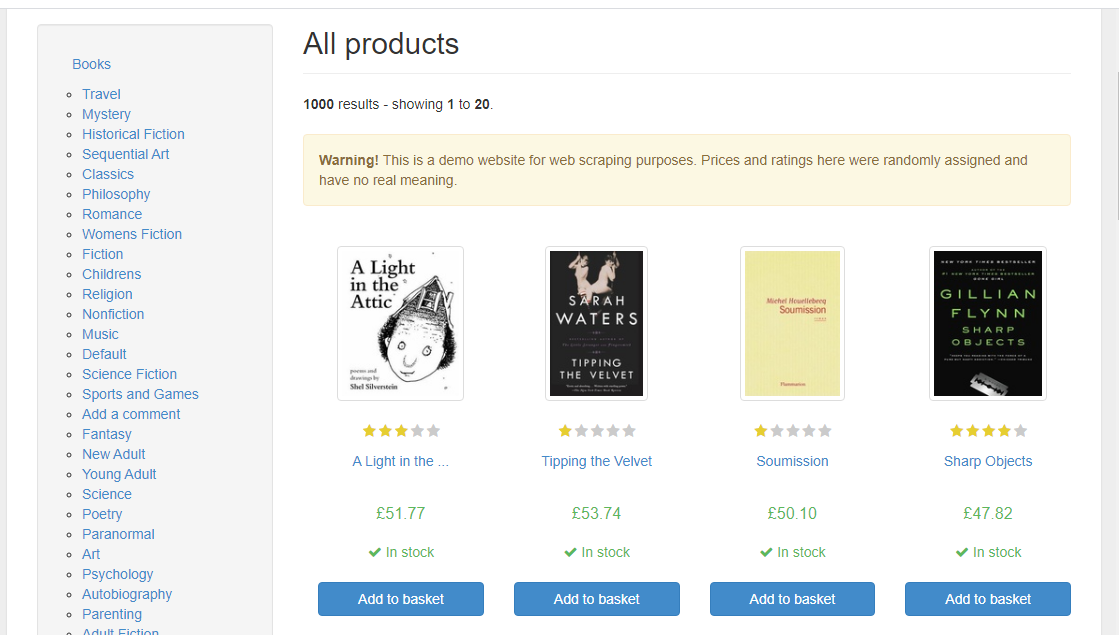 Books
Travel
Mystery
Historical Fiction
Sequential Art
Classics
Philosophy
Romance
Womens Fiction
Fiction
Childrens
Religion
Nonfiction
Music
Default
Science Fiction
Sports and Games
Add a comment
Fantasy
New Adult
Young Adult
Science
Poetry
Paranormal
Art
Psychology
Autobiography
Parenting
Adult Fiction
All products
1000 results - showing 1 to 20.
Warning! This is a demo website for web scraping purposes. Prices and ratings here were randomly assigned and
have no real meaning.
A Light
in the
Attic
poems and
drawings by
Shel Silverstein
SARAH
WATERS
TIPPING
THE VELVET
Michel Houellebecq
Soumission
Flammarion
NEW YORK TIMES BESTSELLER
GILLIAN
FLYNN
SHARP
OBJECTS
A Light in the ... Tipping the Velvet Soumission Sharp Objects
£51.77 £53.74 £50.10 £47.82
In stock In stock In stock In stock
Add to basket Add to basket Add to basket Add to basket